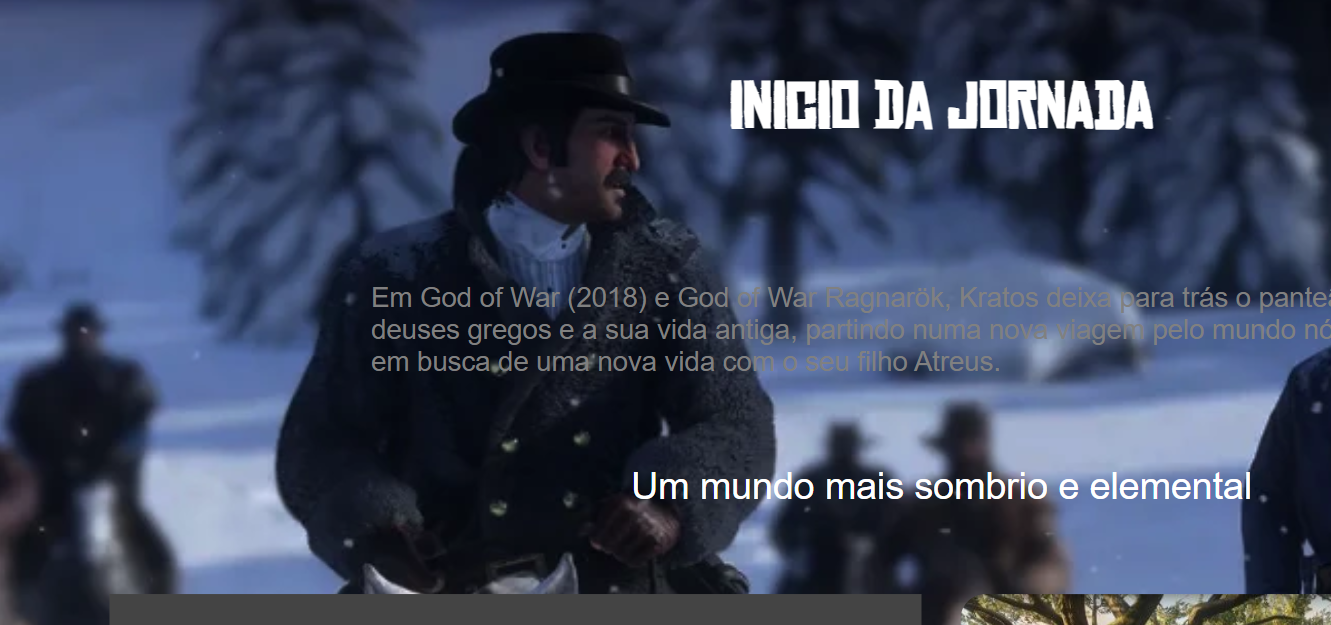 INICIO DA JORNADA
Em God of War (2018) e God of War Ragnarök, Kratos deixa para trás o
deuses gregos e a sua vida antiga, partindo numa nova viagem pelo mundo
em busca de uma nova vida com o seu filho Atreus.
Um mundo mais sombrio e elemental